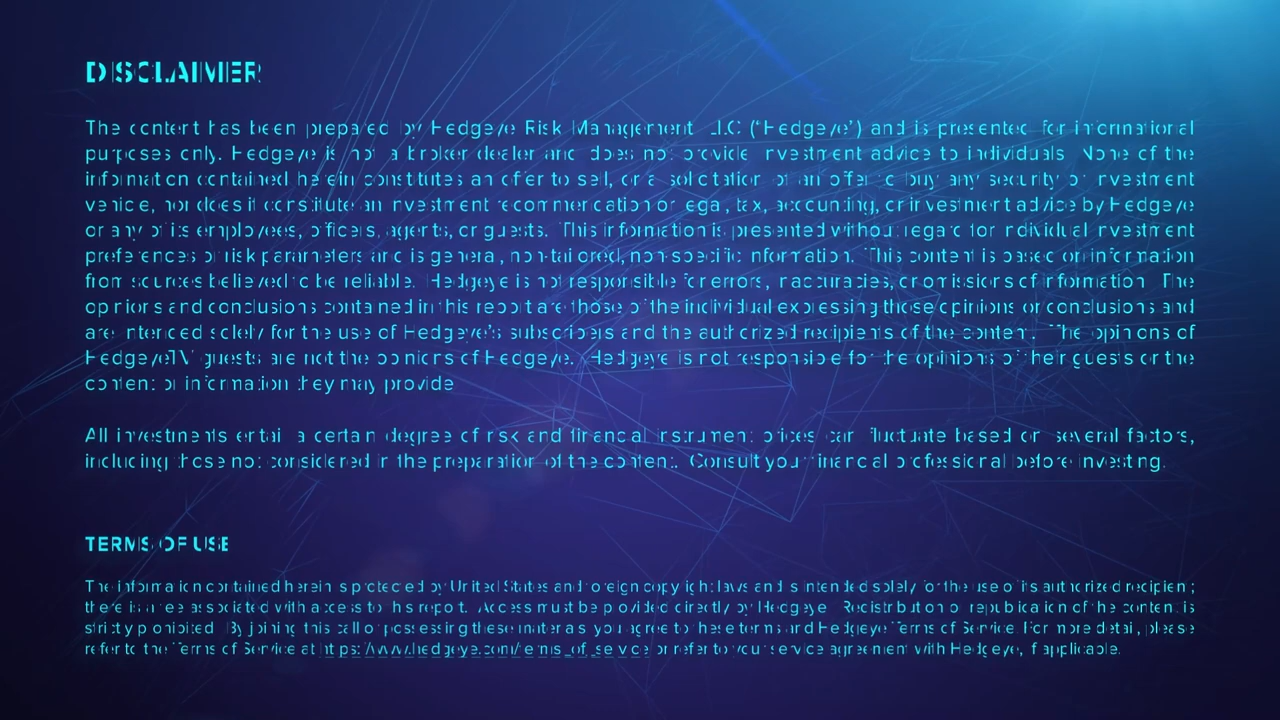 DISCLAIMER
The content has been prepared by Hedgeye Risk Management, LLC (“Hedgeye”) and is presented for informational
purposes only. Hedgeye is not a broker dealer and does not provide investment advice to individuals. None of the
information contained herein constitutes an offer to sell, or a solicitation of an offer to buy any security or investment
vehicle, nor does it constitute an investment recommendation or legal, tax, accounting, or investment advice by Hedgeye
or any of its employees, officers, agents, or guests. This information is presented without regard for individual investment
preferences or risk parameters and is general, non-tailored, non-specific information. This content is based on information
from sources believed to be reliable. Hedgeye is not responsible for errors, inaccuracies, or omissions of information. The
opinions and conclusions contained in this report are those of the individual expressing those opinions or conclusions and
are intended solely for the use of Hedgeye’s subscribers and the authorized recipients of the content. The opinions of
HedgeyeTV guests are not the opinions of Hedgeye. Hedgeye is not responsible for the opinions of their guests or the
content or information they may provide.
All investments entail a certain degree of risk and financial instrument prices can fluctuate based on several factors,
including those not considered in the preparation of the content. Consult your financial professional before investing.
TERMS OF USE
The information contained herein is protected by United States and foreign copyright laws and is intended solely for the use of its authorized recipient;
there is a fee associated with access to this report. Access must be provided directly by Hedgeye. Redistribution or republication of the content is
strictly prohibited. By joining this call or possessing these materials, you agree to these terms and Hedgeye Terms of Service. For more detail, please
refer to the Terms of Service at https://www.hedgeye.com/terms_of_service or refer to your service agreement with Hedgeye, if applicable.